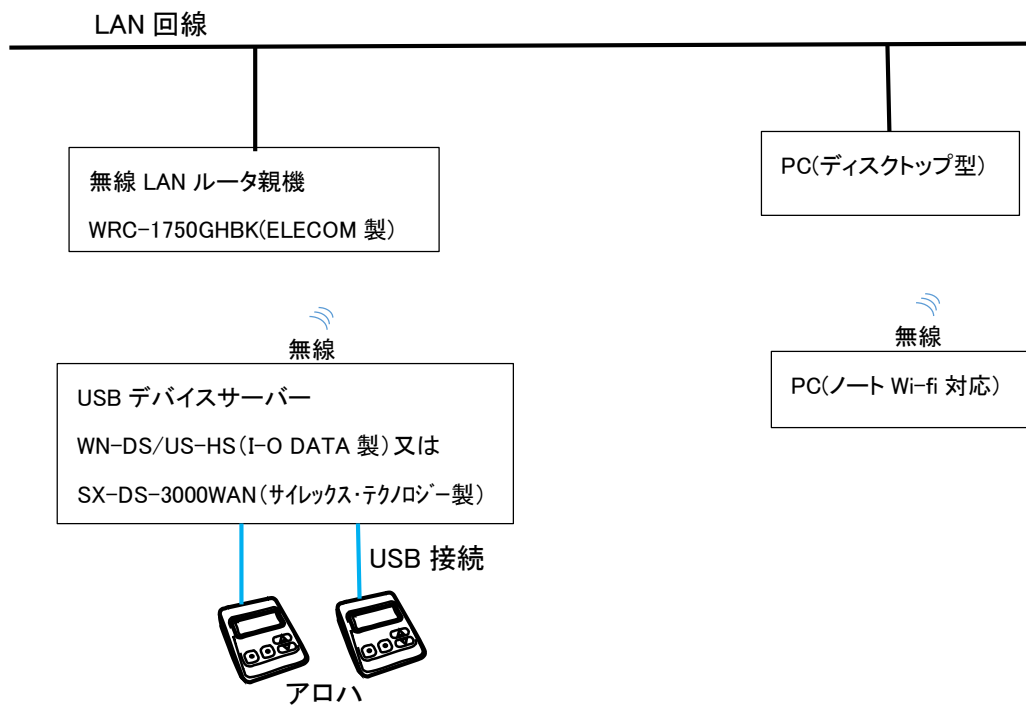 LAN 回線
無線 LAN ルータ親機
WRC-1750GHBK(ELECOM 製)
PC(ディスクトップ型)
無線
無線
USB デバイスサーバー
WN-DS/US-HS(I-O DATA 製)又は
SX-DS-3000WAN(サイレックス・テクノロジー製)
PC(ノート Wi-fi 対応)
USB 接続
アロハ